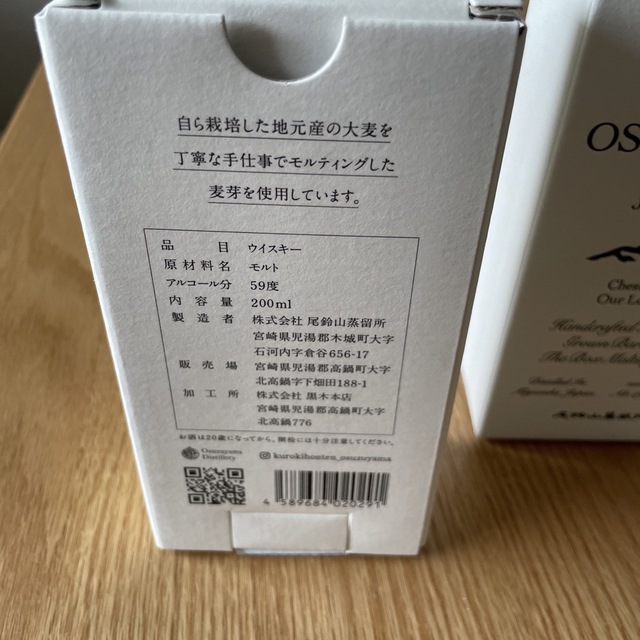 自ら栽培した地元産の大麦を
丁寧な手仕事でモルティングした
麦芽を使用しています。
品目 ウイスキー
原材料名 モルト
アルコール分 59度
内容量 200ml
製造者 株式会社 尾鈴山蒸留所
宮崎県児湯郡木城町大字
石河内字倉谷656-17
販売場 宮崎県児湯郡高鍋町大字
北高鍋字下畑田188-1
加工所 株式会社 黒木本店
宮崎県児湯郡高鍋町大字
北高鍋776
お酒は20歳になってから。開栓には十分注意してください。
Osuzuyama
Distillery
kurokihonten_osuzuyama
4 589684 020291
OS
Ches
Our Lo
Handcrafted
The Box Malti